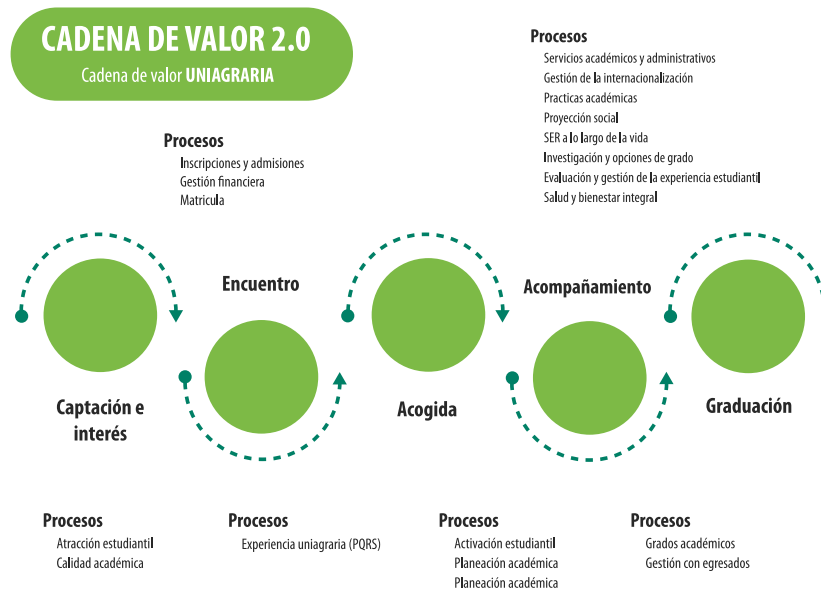 CADENA DE VALOR 2.0
Cadena de valor UNIAGRARIA
Procesos
Servicios académicos y administrativos
Gestión de la internacionalización
Practicas académicas
Proyección social
SER a lo largo de la vida
Investigación y opciones de grado
Evaluación y gestión de la experiencia estudiantil
Salud y bienestar integral
Procesos
Inscripciones y admisiones
Gestión financiera
Matricula
Encuentro
Acompañamiento
Captación e
interés
Acogida
Graduación
Procesos
Atracción estudiantil
Calidad académica
Procesos
Experiencia uniagraria (PQRS)
Procesos
Activación estudiantil
Planeación académica
Planeación académica
Procesos
Grados académicos
Gestión con egresados